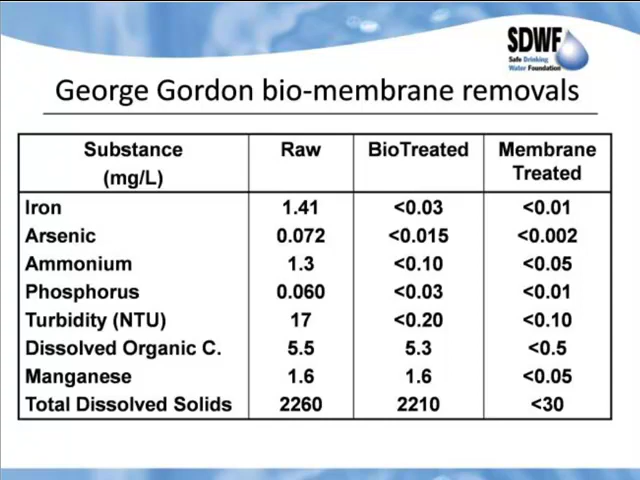 SDWF
Safe Drinking
Water Foundation
George Gordon bio-membrane removals
Substance (mg/L) Raw BioTreated Membrane Treated
Iron 1.41 <0.03 <0.01
Arsenic 0.072 <0.015 <0.002
Ammonium 1.3 <0.10 <0.05
Phosphorus 0.060 <0.03 <0.01
Turbidity (NTU) 17 <0.20 <0.10
Dissolved Organic C. 5.5 5.3 <0.5
Manganese 1.6 1.6 <0.05
Total Dissolved Solids 2260 2210 <30